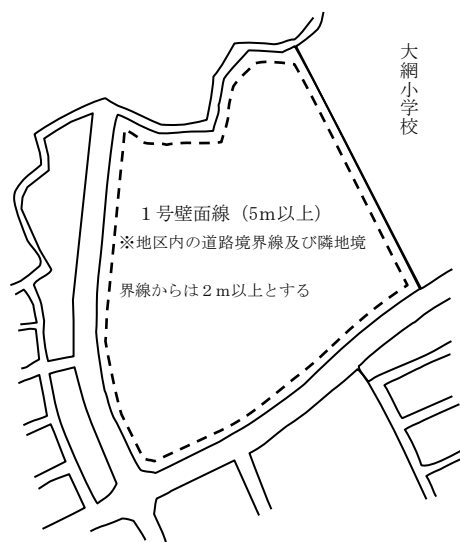 大網小学校
１号壁面線（5m以上）
※地区内の道路境界線及び隣地境
界線からは２ｍ以上とする